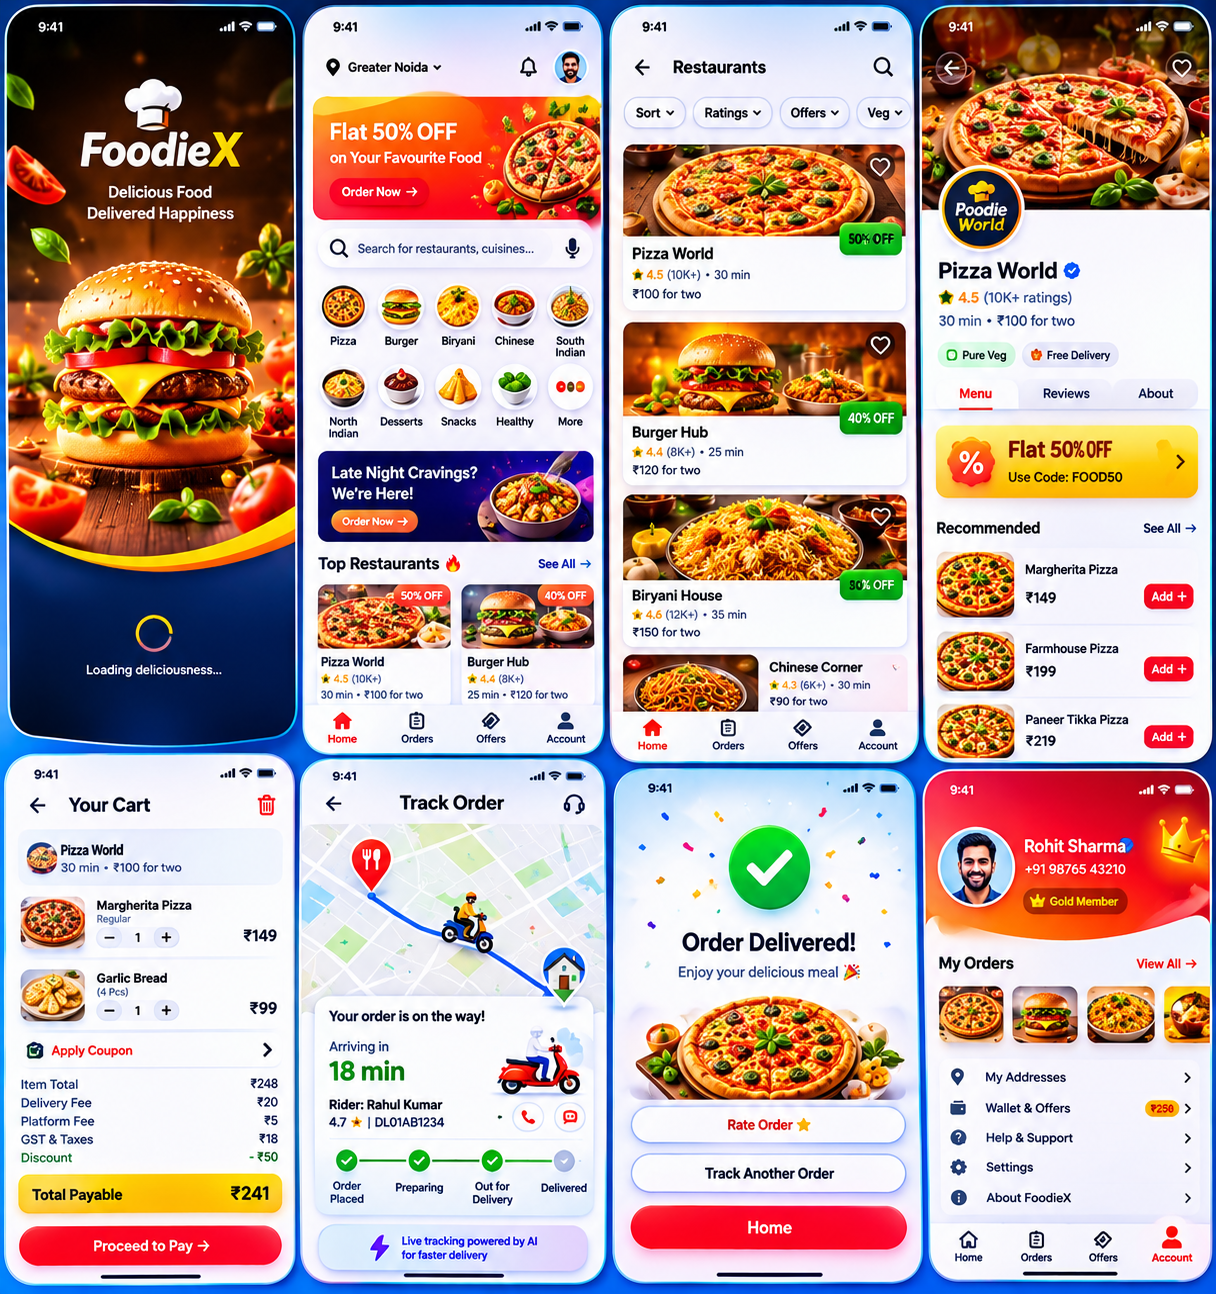 9:41
FoodieX
Delicious Food
Delivered Happiness
Loading deliciousness...
9:41
Greater Noida
Flat 50% OFF
on Your Favourite Food
Order Now →
Search for restaurants, cuisines...
Pizza
Burger
Biryani
Chinese
South
Indian
North
Indian
Desserts
Snacks
Healthy
More
Late Night Cravings?
We're Here!
Order Now →
Top Restaurants
See All →
50% OFF
40% OFF
Pizza World
4.5 (10K+)
30 min • ₹100 for two
Burger Hub
4.4 (8K+)
25 min • ₹120 for two
Home
Orders
Offers
Account
9:41
Restaurants
Sort
Ratings
Offers
Veg
50% OFF
Pizza World
4.5 (10K+) • 30 min
₹100 for two
40% OFF
Burger Hub
4.4 (8K+) • 25 min
₹120 for two
% OFF
Biryani House
4.6 (12K+) • 35 min
₹150 for two
Chinese Corner
4.3 (6K+) • 30 min
₹90 for two
Home
Orders
Offers
Account
9:41
Poodie
World
Pizza World
4.5 (10K+ ratings)
30 min • ₹100 for two
Pure Veg
Free Delivery
Menu
Reviews
About
%
Flat 50% OFF
Use Code: FOOD50
Recommended
See All →
Margherita Pizza
₹149
Add +
Farmhouse Pizza
₹199
Add +
Paneer Tikka Pizza
₹219
Add +
9:41
Your Cart
Pizza World
30 min • ₹100 for two
Margherita Pizza
Regular
− 1 +
₹149
Garlic Bread
(4 Pcs)
− 1 +
₹99
Apply Coupon
Item Total ₹248
Delivery Fee ₹20
Platform Fee ₹5
GST & Taxes ₹18
Discount - ₹50
Total Payable ₹241
Proceed to Pay →
9:41
Track Order
Your order is on the way!
Arriving in
18 min
Rider: Rahul Kumar
4.7 ★ | DL01AB1234
Order
Placed
Preparing
Out for
Delivery
Delivered
Live tracking powered by AI
for faster delivery
9:41
Order Delivered!
Enjoy your delicious meal
Rate Order
Track Another Order
Home
9:41
Rohit Sharma
+91 98765 43210
Gold Member
My Orders
View All →
My Addresses
Wallet & Offers
₹250
Help & Support
Settings
About FoodieX
Home
Orders
Offers
Account